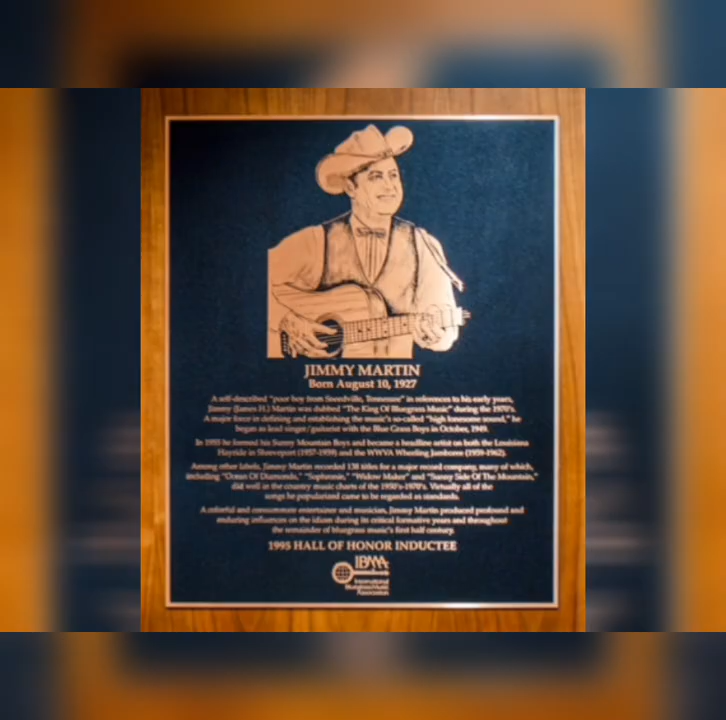 JIMMY MARTIN
Born August 10, 1927
A self-described "poor boy from Sneedville, Tennessee" in references to his early years,
Jimmy (James H.) Martin was dubbed "The King Of Bluegrass Music" during the 1970's.
A major force in defining and establishing the music's so-called "high lonesome sound," he
began as lead singer/guitarist with the Blue Grass Boys in October, 1949.
In 1955 he formed his Sunny Mountain Boys and became a headline artist on both the Louisiana
Hayride in Shreveport (1957-1959) and the WWVA Wheeling Jamboree (1959-1962).
Among other labels, Jimmy Martin recorded 138 titles for a major record company, many of which,
including "Ocean Of Diamonds," "Sophronie," "Widow Maker" and "Sunny Side Of The Mountain,"
did well in the country music charts of the 1950's-1970's. Virtually all of the
songs he popularized came to be regarded as standards.
A colorful and consummate entertainer and musician, Jimmy Martin produced profound and
enduring influences on the idiom during its critical formative years and throughout
the remainder of bluegrass music's first half century.
1995 HALL OF HONOR INDUCTEE
IBMA
International
Bluegrass Music
Association